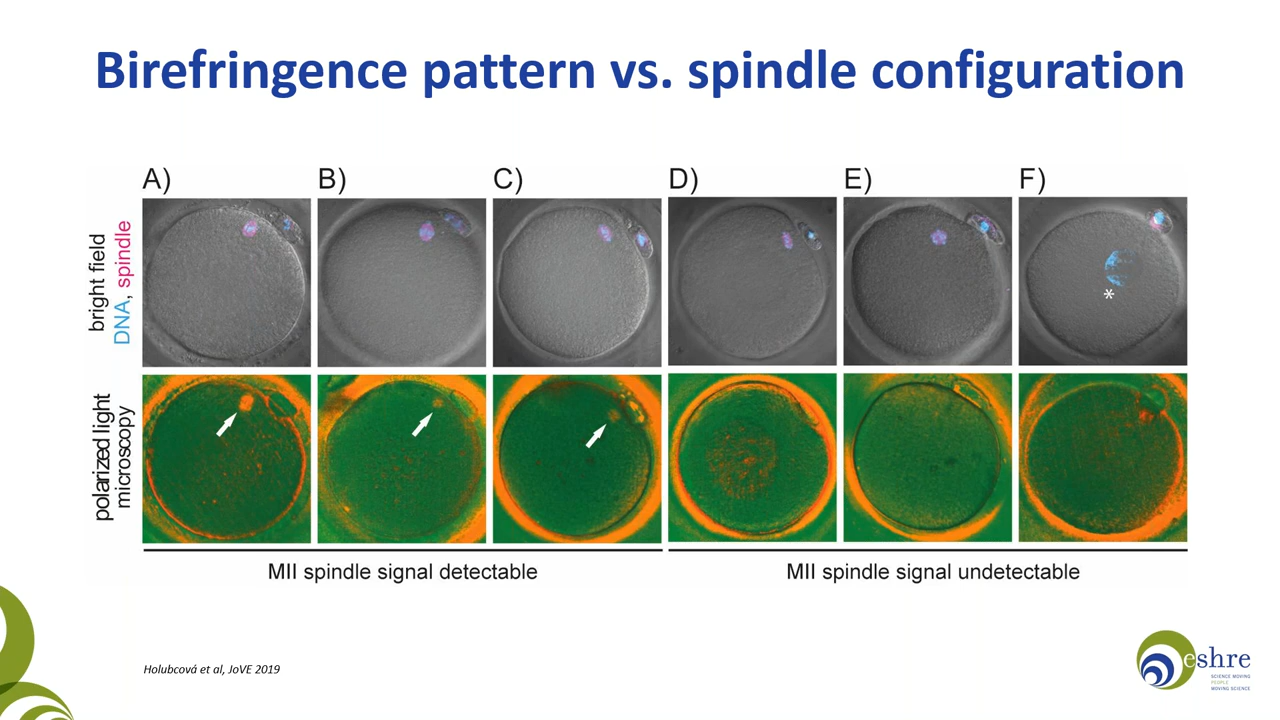 Birefringence pattern vs. spindle configuration
A)
B)
C)
D)
E)
F)
bright field
DNA, spindle
*
polarized light
microscopy
MII spindle signal detectable
MII spindle signal undetectable
Holubcová et al, JoVE 2019
eshre
SCIENCE MOVING
PEOPLE
MOVING SCIENCE